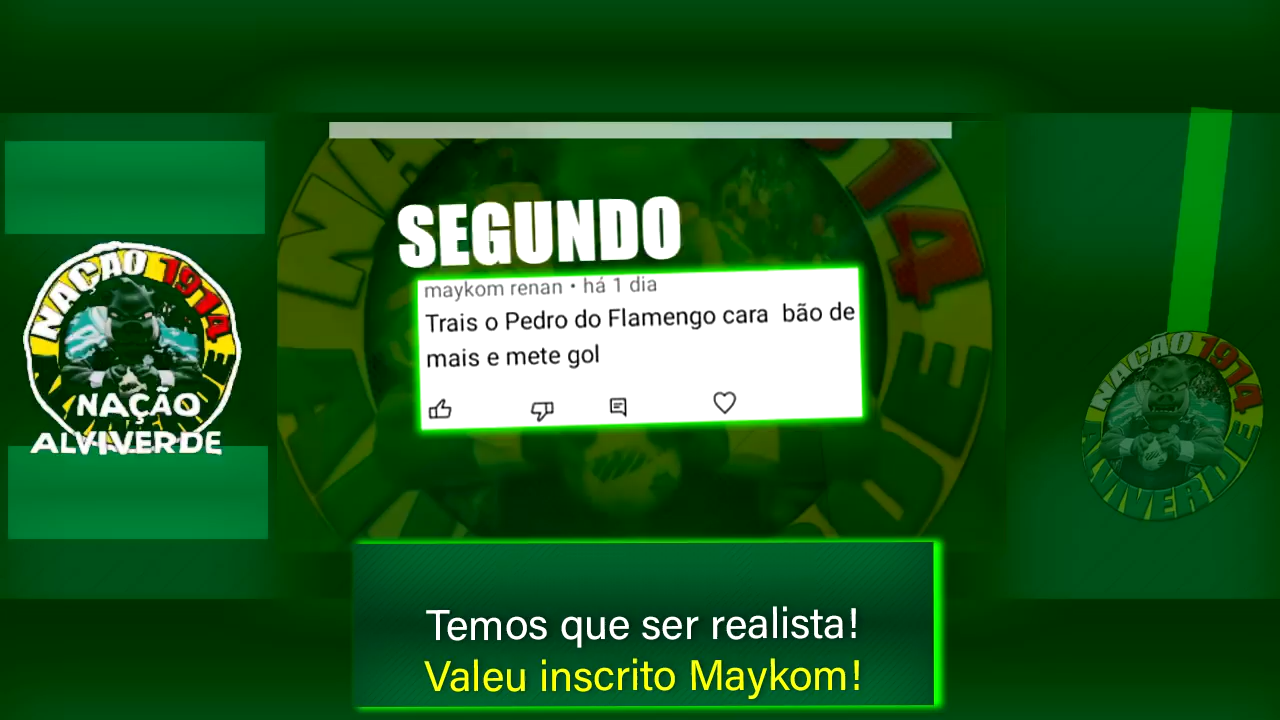 SEGUNDO
maykom renan • há 1 dia
Trais o Pedro do Flamengo cara bão de
mais e mete gol
NAÇÃO 1914
NAÇÃO
ALVIVERDE
NAÇÃO 1914
Temos que ser realista!
Valeu inscrito Maykom!